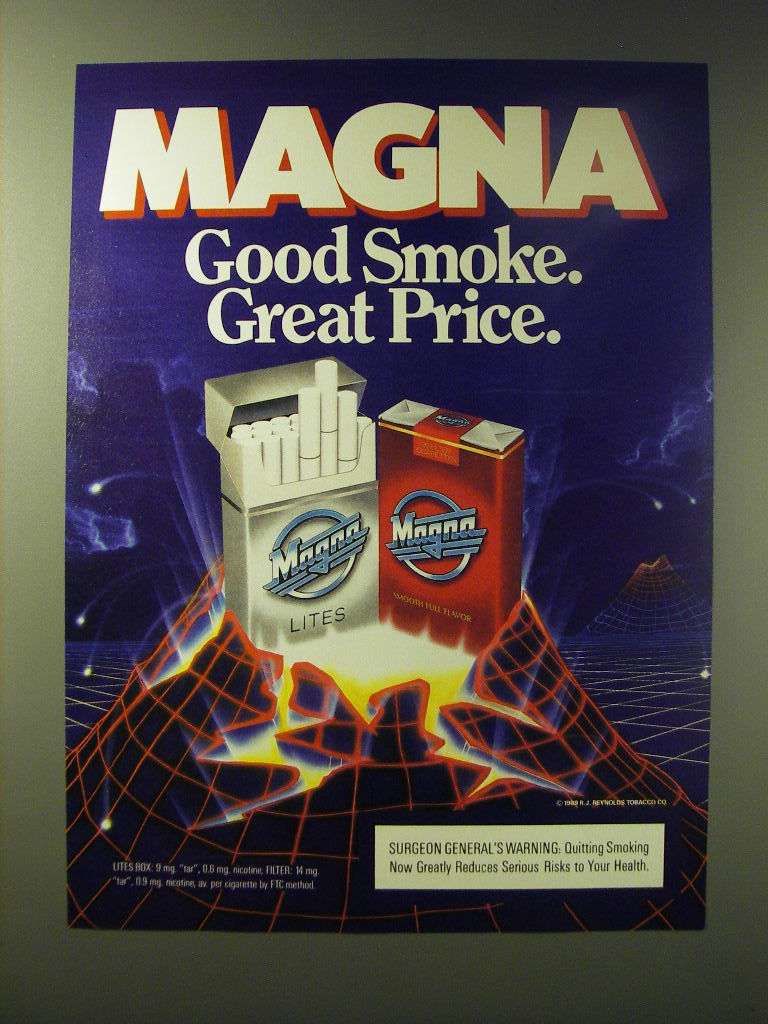 MAGNA
Good Smoke.
Great Price.
Magna
Magna
LITES
Magna
SMOOTH FULL FLAVOR
© 1989 R.J. REYNOLDS TOBACCO CO.
SURGEON GENERAL'S WARNING: Quitting Smoking
Now Greatly Reduces Serious Risks to Your Health.
LITES BOX: 9 mg. "tar", 0.6 mg. nicotine, FILTER: 14 mg.
"tar", 0.9 mg. nicotine, av. per cigarette by FTC method.